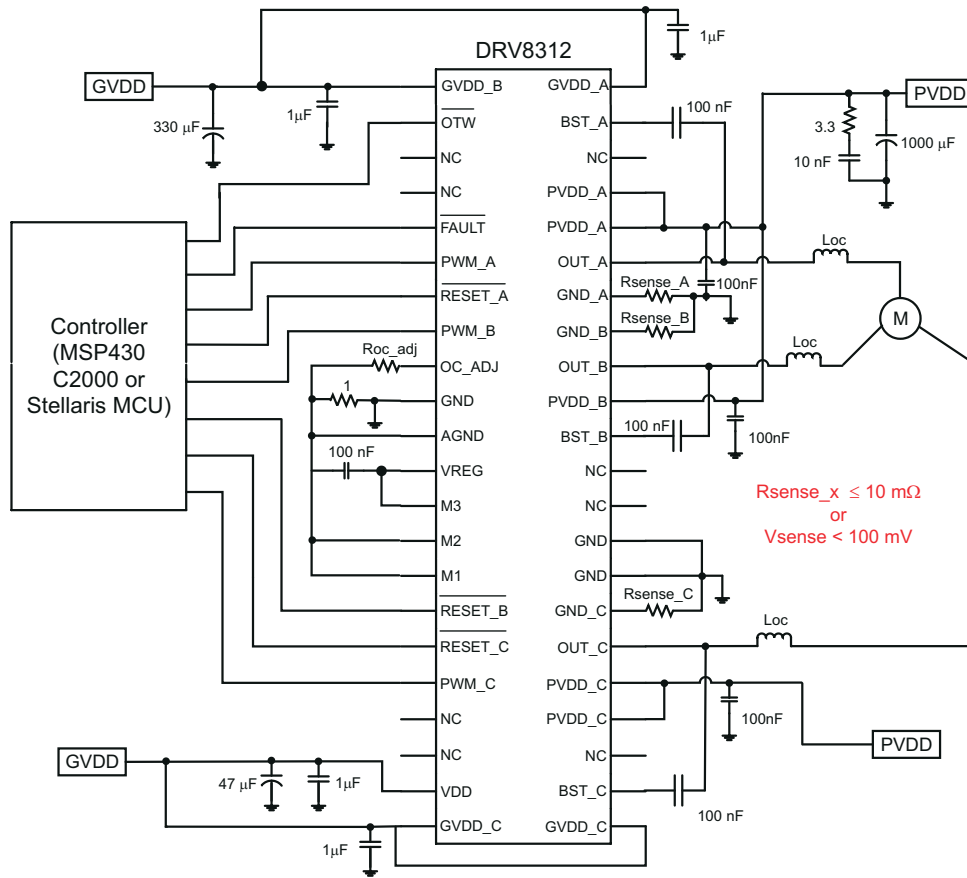 DRV8312
1μF
GVDD
GVDD_B
GVDD_A
PVDD
330 μF
1μF
100 nF
OTW
BST_A
3.3
1000 μF
10 nF
NC
NC
NC
PVDD_A
FAULT
PVDD_A
Loc
PWM_A
OUT_A
Rsense_A
100nF
RESET_A
GND_A
Rsense_B
M
PWM_B
GND_B
Controller
(MSP430
C2000 or
Stellaris MCU)
Roc_adj
Loc
OC_ADJ
OUT_B
1
GND
PVDD_B
100 nF
100nF
AGND
BST_B
100 nF
VREG
NC
M3
NC
Rsense_x ≤ 10 mΩ
or
Vsense < 100 mV
M2
GND
M1
GND
Rsense_C
RESET_B
GND_C
Loc
RESET_C
OUT_C
PWM_C
PVDD_C
100nF
NC
PVDD_C
PVDD
GVDD
NC
NC
47 μF
1μF
VDD
BST_C
100 nF
GVDD_C
GVDD_C
1μF